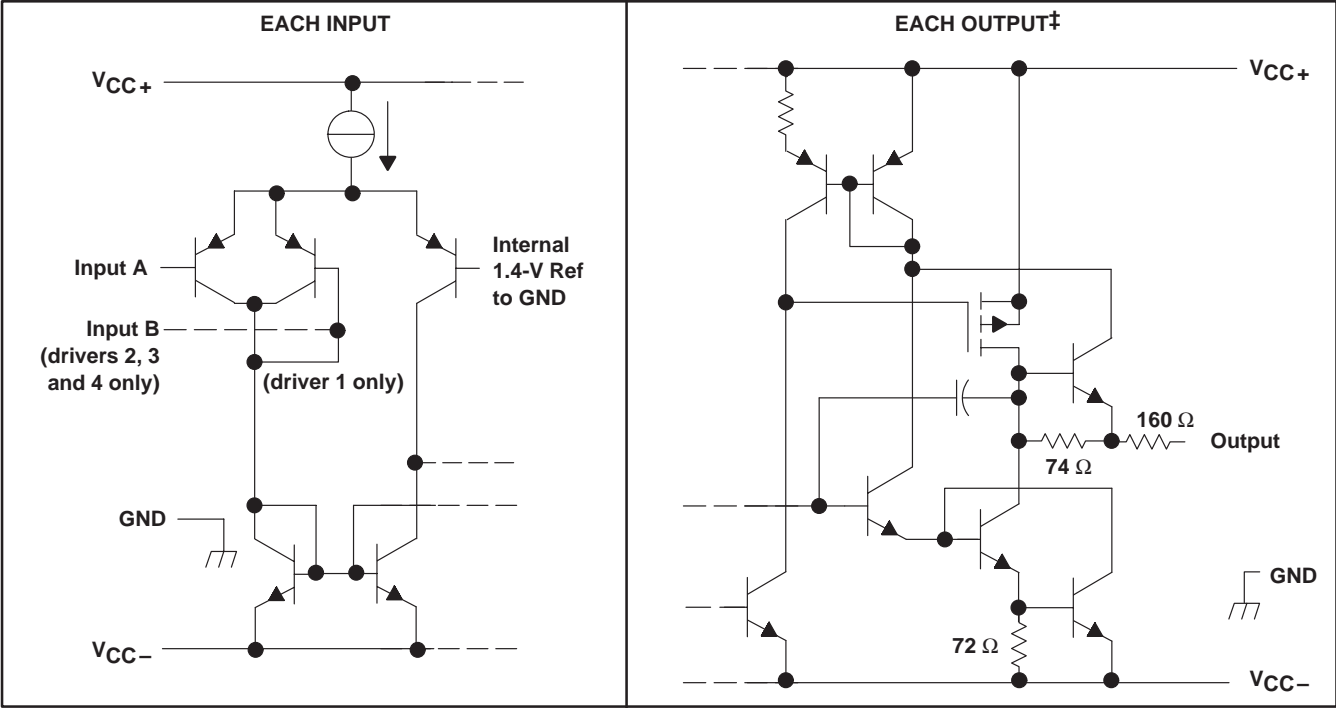 EACH INPUT
VCC+
Input A
Internal
1.4-V Ref
to GND
Input B
(drivers 2, 3
and 4 only)
(driver 1 only)
GND
VCC–
EACH OUTPUT‡
VCC+
160 Ω
Output
74 Ω
GND
72 Ω
VCC–